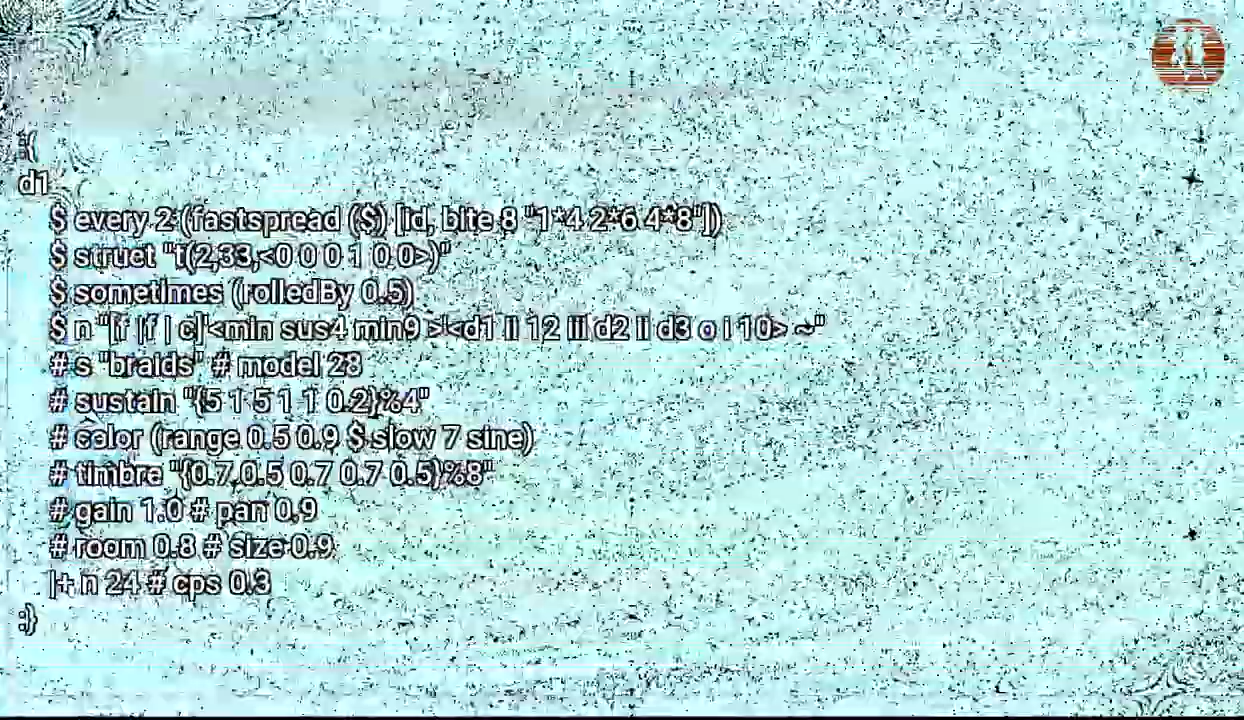 :{
d1
$ every 2 (fastspread ($) [id, bite 8 "1*4 2*6 4*8"])
$ struct "t(2,33,<0 0 0 1 0 0>)"
$ sometimes (rolledBy 0.5)
$ n "[f |f | c]'<min sus4 min9 >'<d1 ii 12 iii d2 ii d3 o i 10> ~"
# s "braids" # model 28
# sustain "{5 1 5 1 1 0.2}%4"
# color (range 0.5 0.9 $ slow 7 sine)
# timbre "{0.7 0.5 0.7 0.7 0.5}%8"
# gain 1.0 # pan 0.9
# room 0.8 # size 0.9
|+ n 24 # cps 0.3
:}